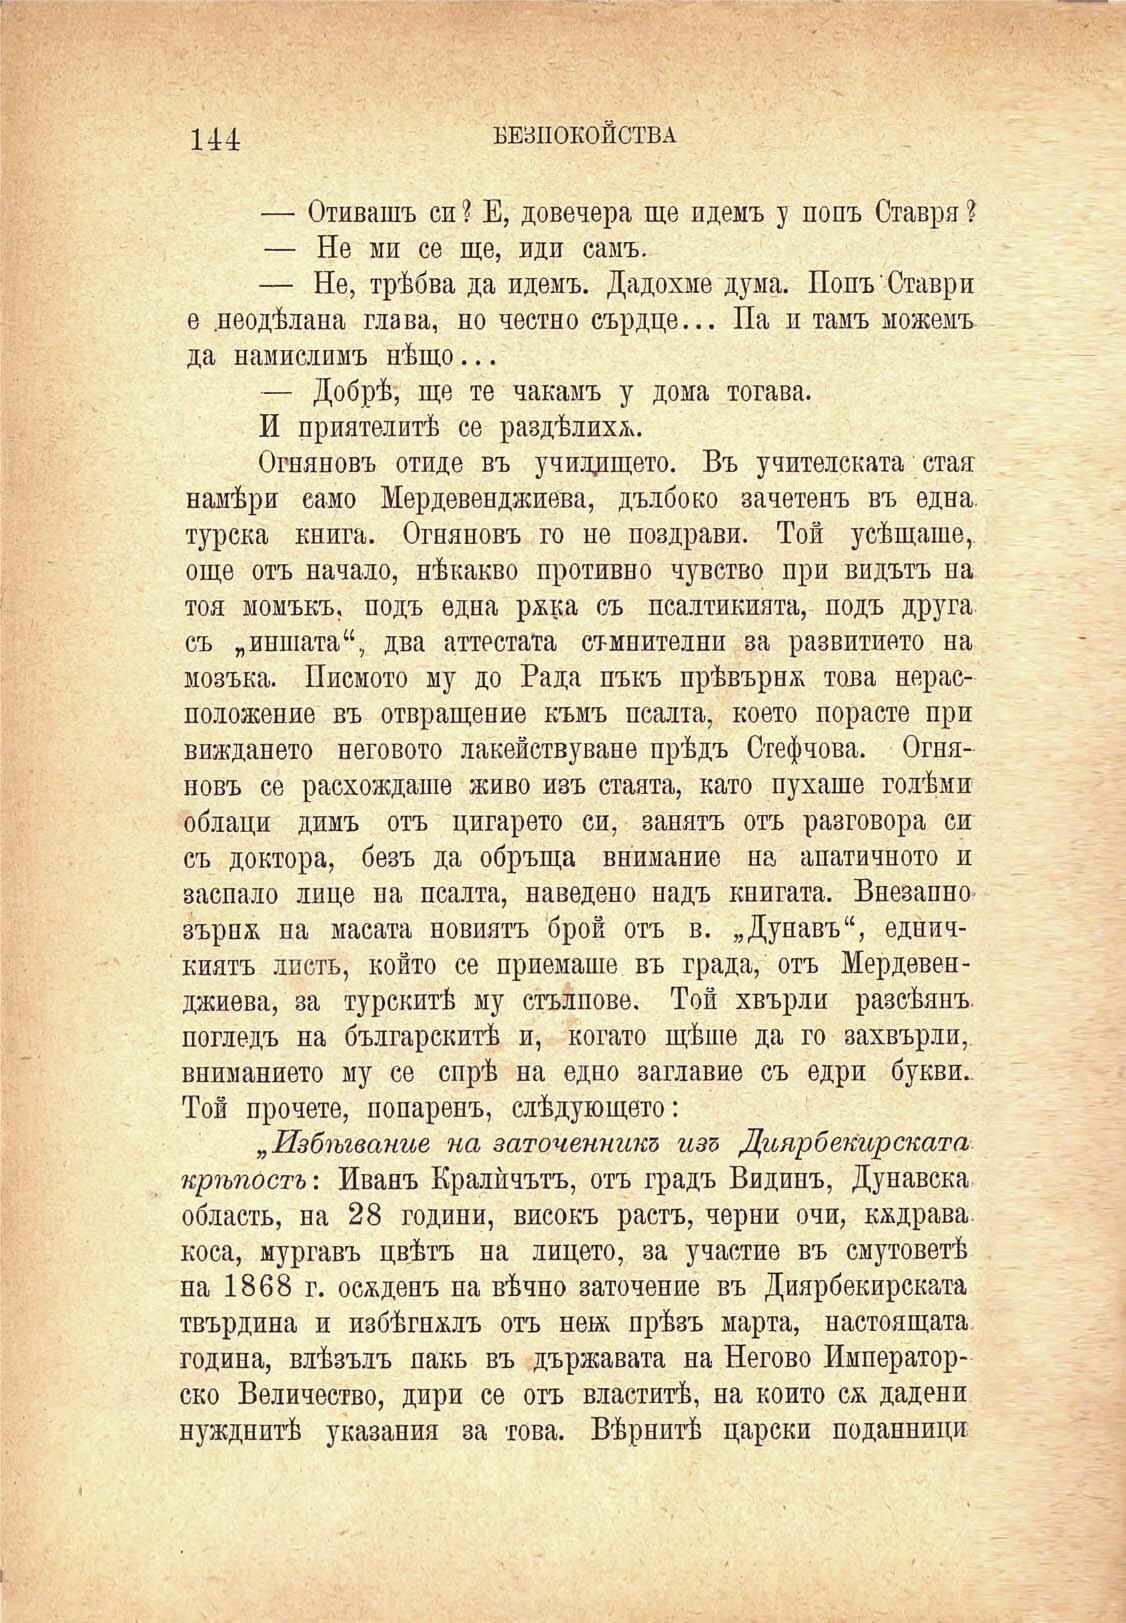 144
БЕЗПОКОЙСТВА
— Отивашъ си? Е, довечера ще идемъ у попъ Ставря?
— Не ми се ще, иди самъ.
— Не, трѣбва да идемъ. Дадохме дума. Попъ Ставри
е неодѣлана глава, но честно сърдце... Па и тамъ можемъ
да намислимъ нѣщо...
— Добрѣ, ще те чакамъ у дома тогава.
И приятелитѣ се раздѣлихѫ.
Огняновъ отиде въ училището. Въ учителската стая
намѣри само Мердевенджиева, дълбоко зачетенъ въ една
турска книга. Огняновъ го не поздрави. Той усѣщаше,
още отъ начало, нѣкакво противно чувство при видътъ на
тоя момъкъ, подъ една рѫка съ псалтикията, подъ друга
съ „иншата“, два аттестата съмнителни за развитието на
мозъка. Писмото му до Рада пъкъ прѣвърнѫ това нерас-
положение въ отвращение къмъ псалта, което порасте при
виждането неговото лакействуване прѣдъ Стефчова. Огня-
новъ се расхождаше живо изъ стаята, като пухаше голѣми
облаци димъ отъ цигарето си, занятъ отъ разговора си
съ доктора, безъ да обръща внимание на апатичното и
заспало лице на псалта, наведено надъ книгата. Внезапно
зърнѫ на масата новиятъ брой отъ в. „Дунавъ“, еднич-
киятъ листъ, който се приемаше въ града, отъ Мердевен-
джиева, за турскитѣ му стълпове. Той хвърли разсѣянъ
погледъ на българскитѣ и, когато щѣше да го захвърли,
вниманието му се спрѣ на едно заглавие съ едри букви.
Той прочете, попаренъ, слѣдующето:
„Избѣгвание на заточенникъ изъ Диярбекирската
крѣпость: Иванъ Кралѝчътъ, отъ градъ Видинъ, Дунавска
область, на 28 години, високъ растъ, черни очи, кѫдрава
коса, мургавъ цвѣтъ на лицето, за участие въ смутоветѣ
на 1868 г. осѫденъ на вѣчно заточение въ Диярбекирската
твърдина и избѣгнѫлъ отъ неѭ прѣзъ марта, настоящата
година, влѣзълъ пакь въ държавата на Негово Император-
ско Величество, дири се отъ властитѣ, на които сѫ дадени
нужднитѣ указания за това. Вѣрнитѣ царски поданници